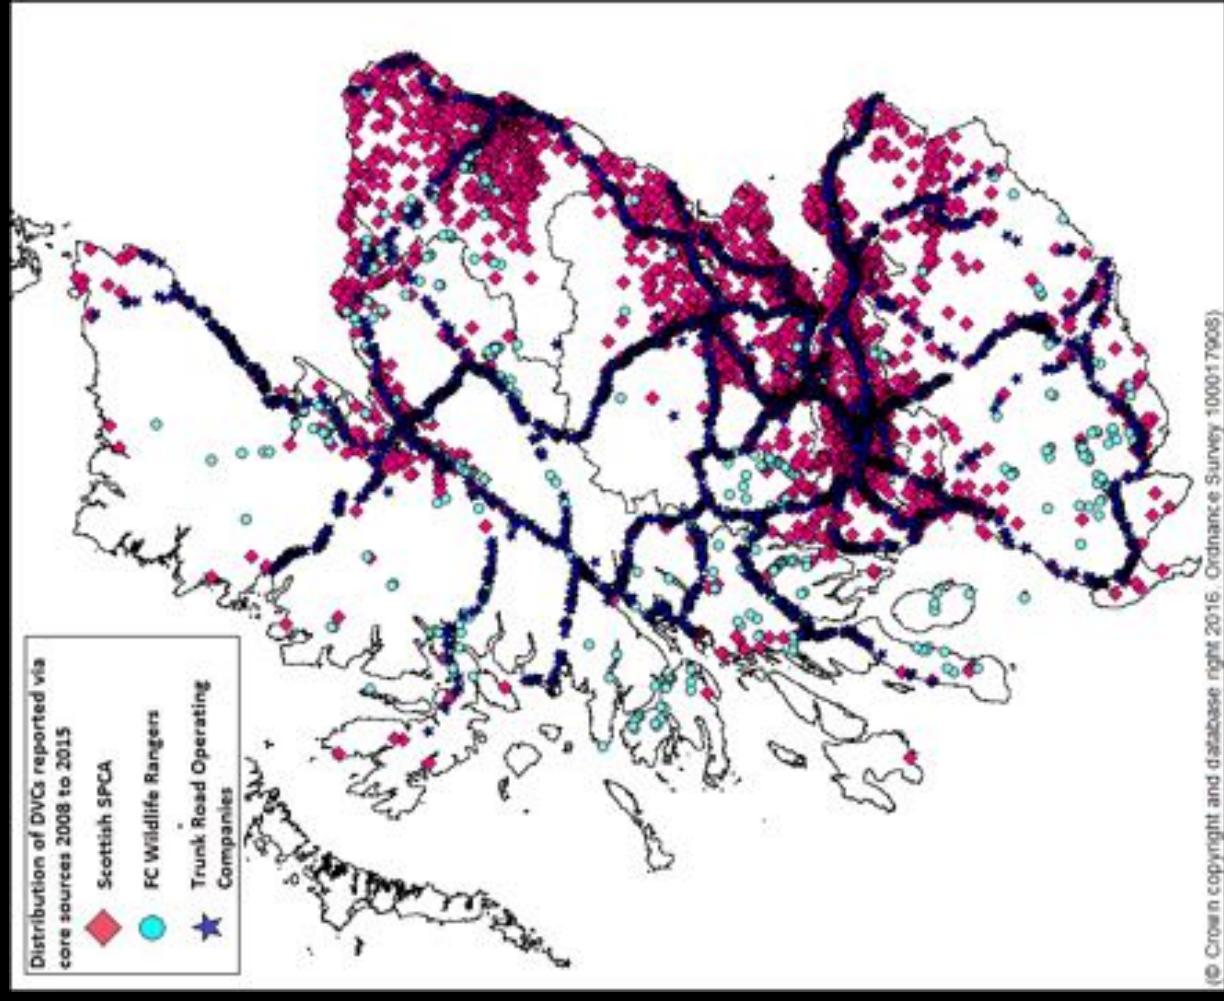 Distribution of DVCs reported via
core sources 2008 to 2015
Scottish SPCA
FC Wildlife Rangers
Trunk Road Operating
Companies
(© Crown copyright and database right 2016. Ordnance Survey 100017908)